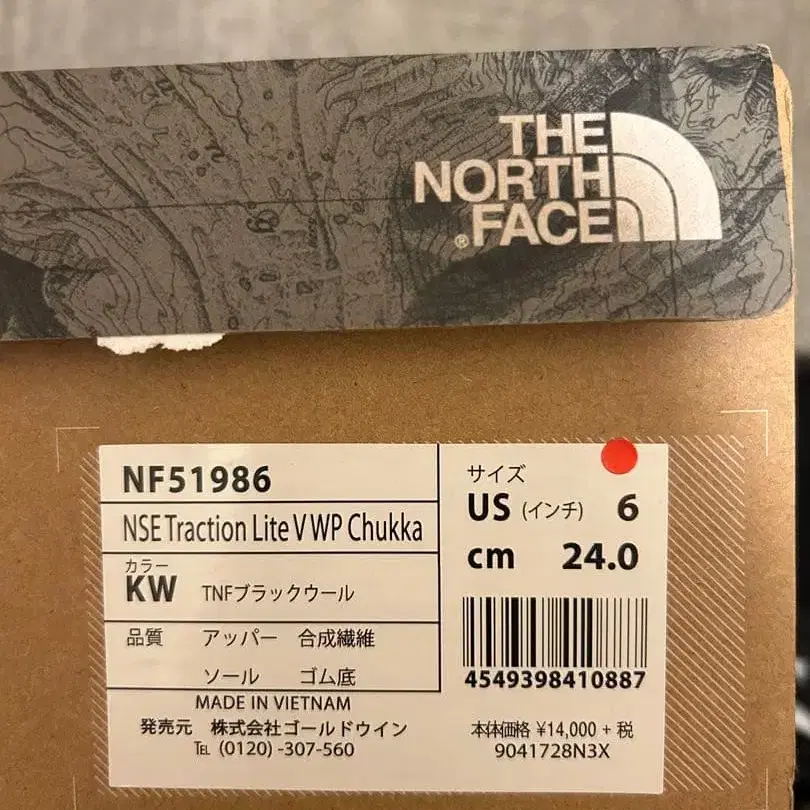 THE
NORTH
FACE®
NF51986
NSE Traction Lite V WP Chukka
カラー
KW TNFブラックウール
品質 アッパー 合成繊維
ソール ゴム底
MADE IN VIETNAM
発売元 株式会社ゴールドウイン
℡ (0120) -307-560
サイズ
US (インチ) 6
cm 24.0
4549398410887
本体価格 ¥14,000 + 税
9041728N3X